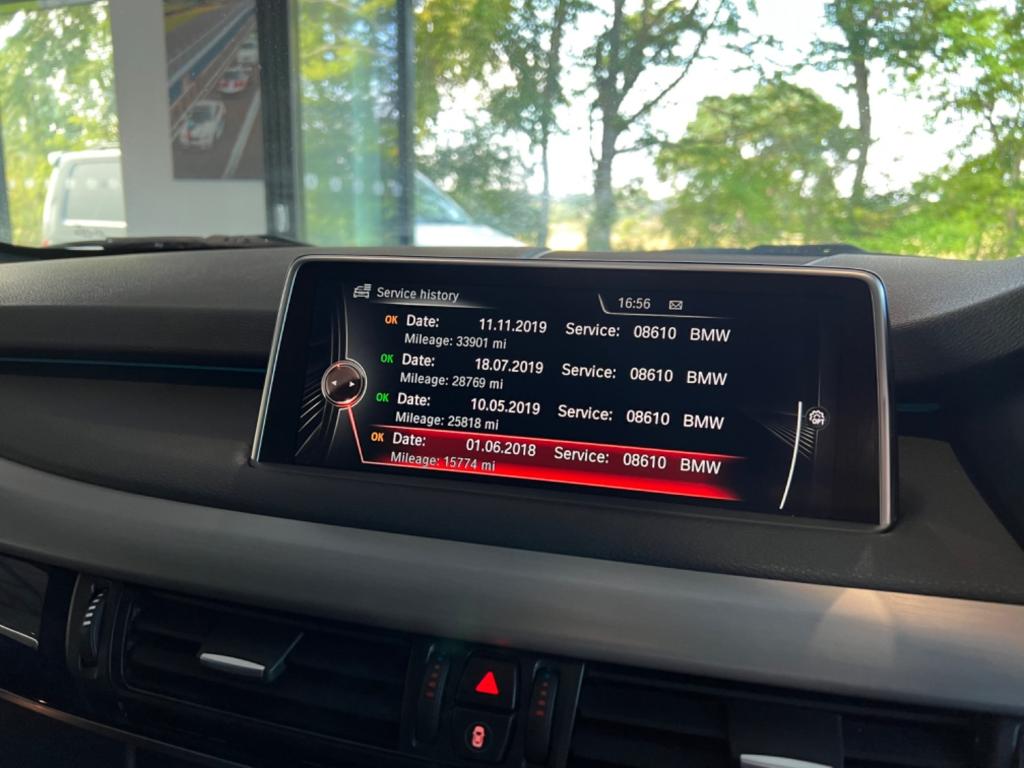 Service history
16:56
OK Date: 11.11.2019 Service: 08610 BMW
Mileage: 33901 mi
OK Date: 18.07.2019 Service: 08610 BMW
Mileage: 28769 mi
OK Date: 10.05.2019 Service: 08610 BMW
Mileage: 25818 mi
OK Date: 01.06.2018 Service: 08610 BMW
Mileage: 15774 mi
OPT